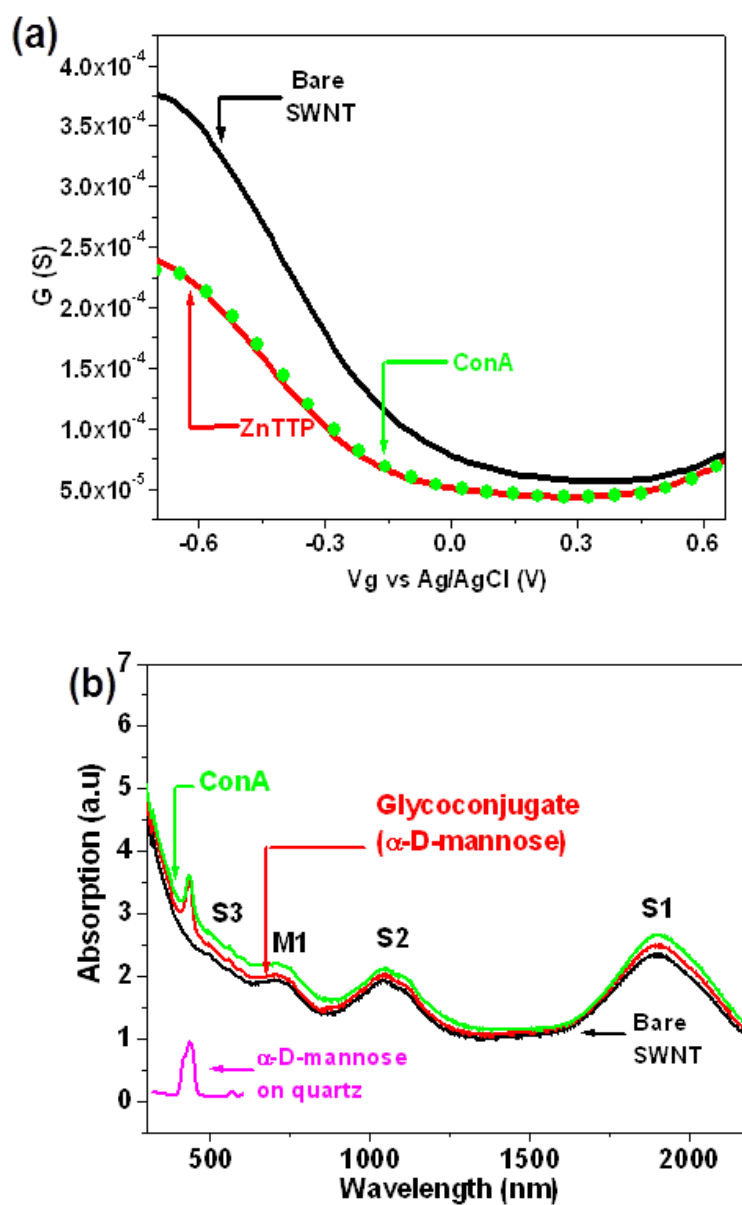 (a)
4.0x10-4
3.5x10-4
3.0x10-4
2.5x10-4
2.0x10-4
1.5x10-4
1.0x10-4
5.0x10-5
G (S)
Bare
SWNT
ConA
ZnTTP
-0.6 -0.3 0.0 0.3 0.6
Vg vs Ag/AgCl (V)
(b)
7
6
5
4
3
2
1
0
Absorption (a.u)
ConA
Glycoconjugate
(α-D-mannose)
S3
M1
S2
S1
Bare
SWNT
α-D-mannose
on quartz
500 1000 1500 2000
Wavelength (nm)